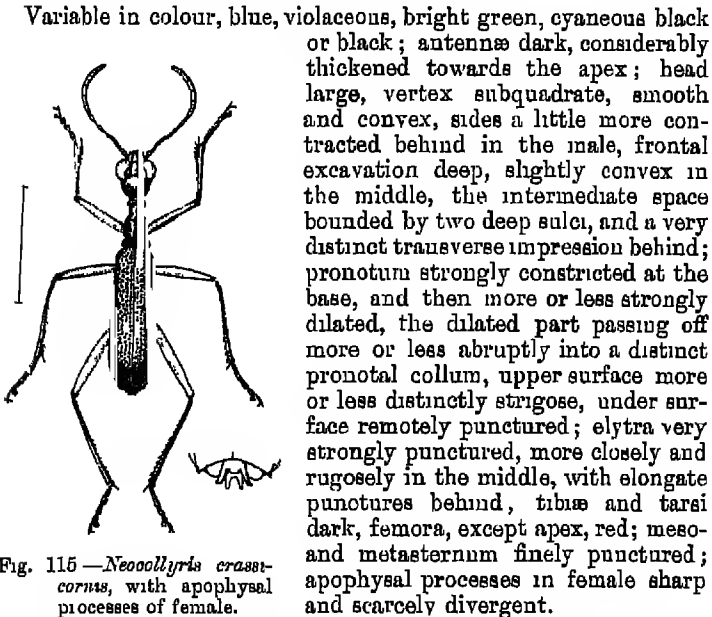 Variable in colour, blue, violaceous, bright green, cyaneous black
or black; antennæ dark, considerably
thickened towards the apex; head
large, vertex subquadrate, smooth
and convex, sides a little more con-
tracted behind in the male, frontal
excavation deep, slightly convex in
the middle, the intermediate space
bounded by two deep sulci, and a very
distinct transverse impression behind;
pronotum strongly constricted at the
base, and then more or less strongly
dilated, the dilated part passing off
more or less abruptly into a distinct
pronotal collum, upper surface more
or less distinctly strigose, under sur-
face remotely punctured; elytra very
strongly punctured, more closely and
rugosely in the middle, with elongate
punctures behind, tibiæ and tarsi
dark, femora, except apex, red; meso-
and metasternum finely punctured;
apophysal processes in female sharp
and scarcely divergent.
Fig. 115 —Neocollyris crassi-
cornis, with apophysal
processes of female.